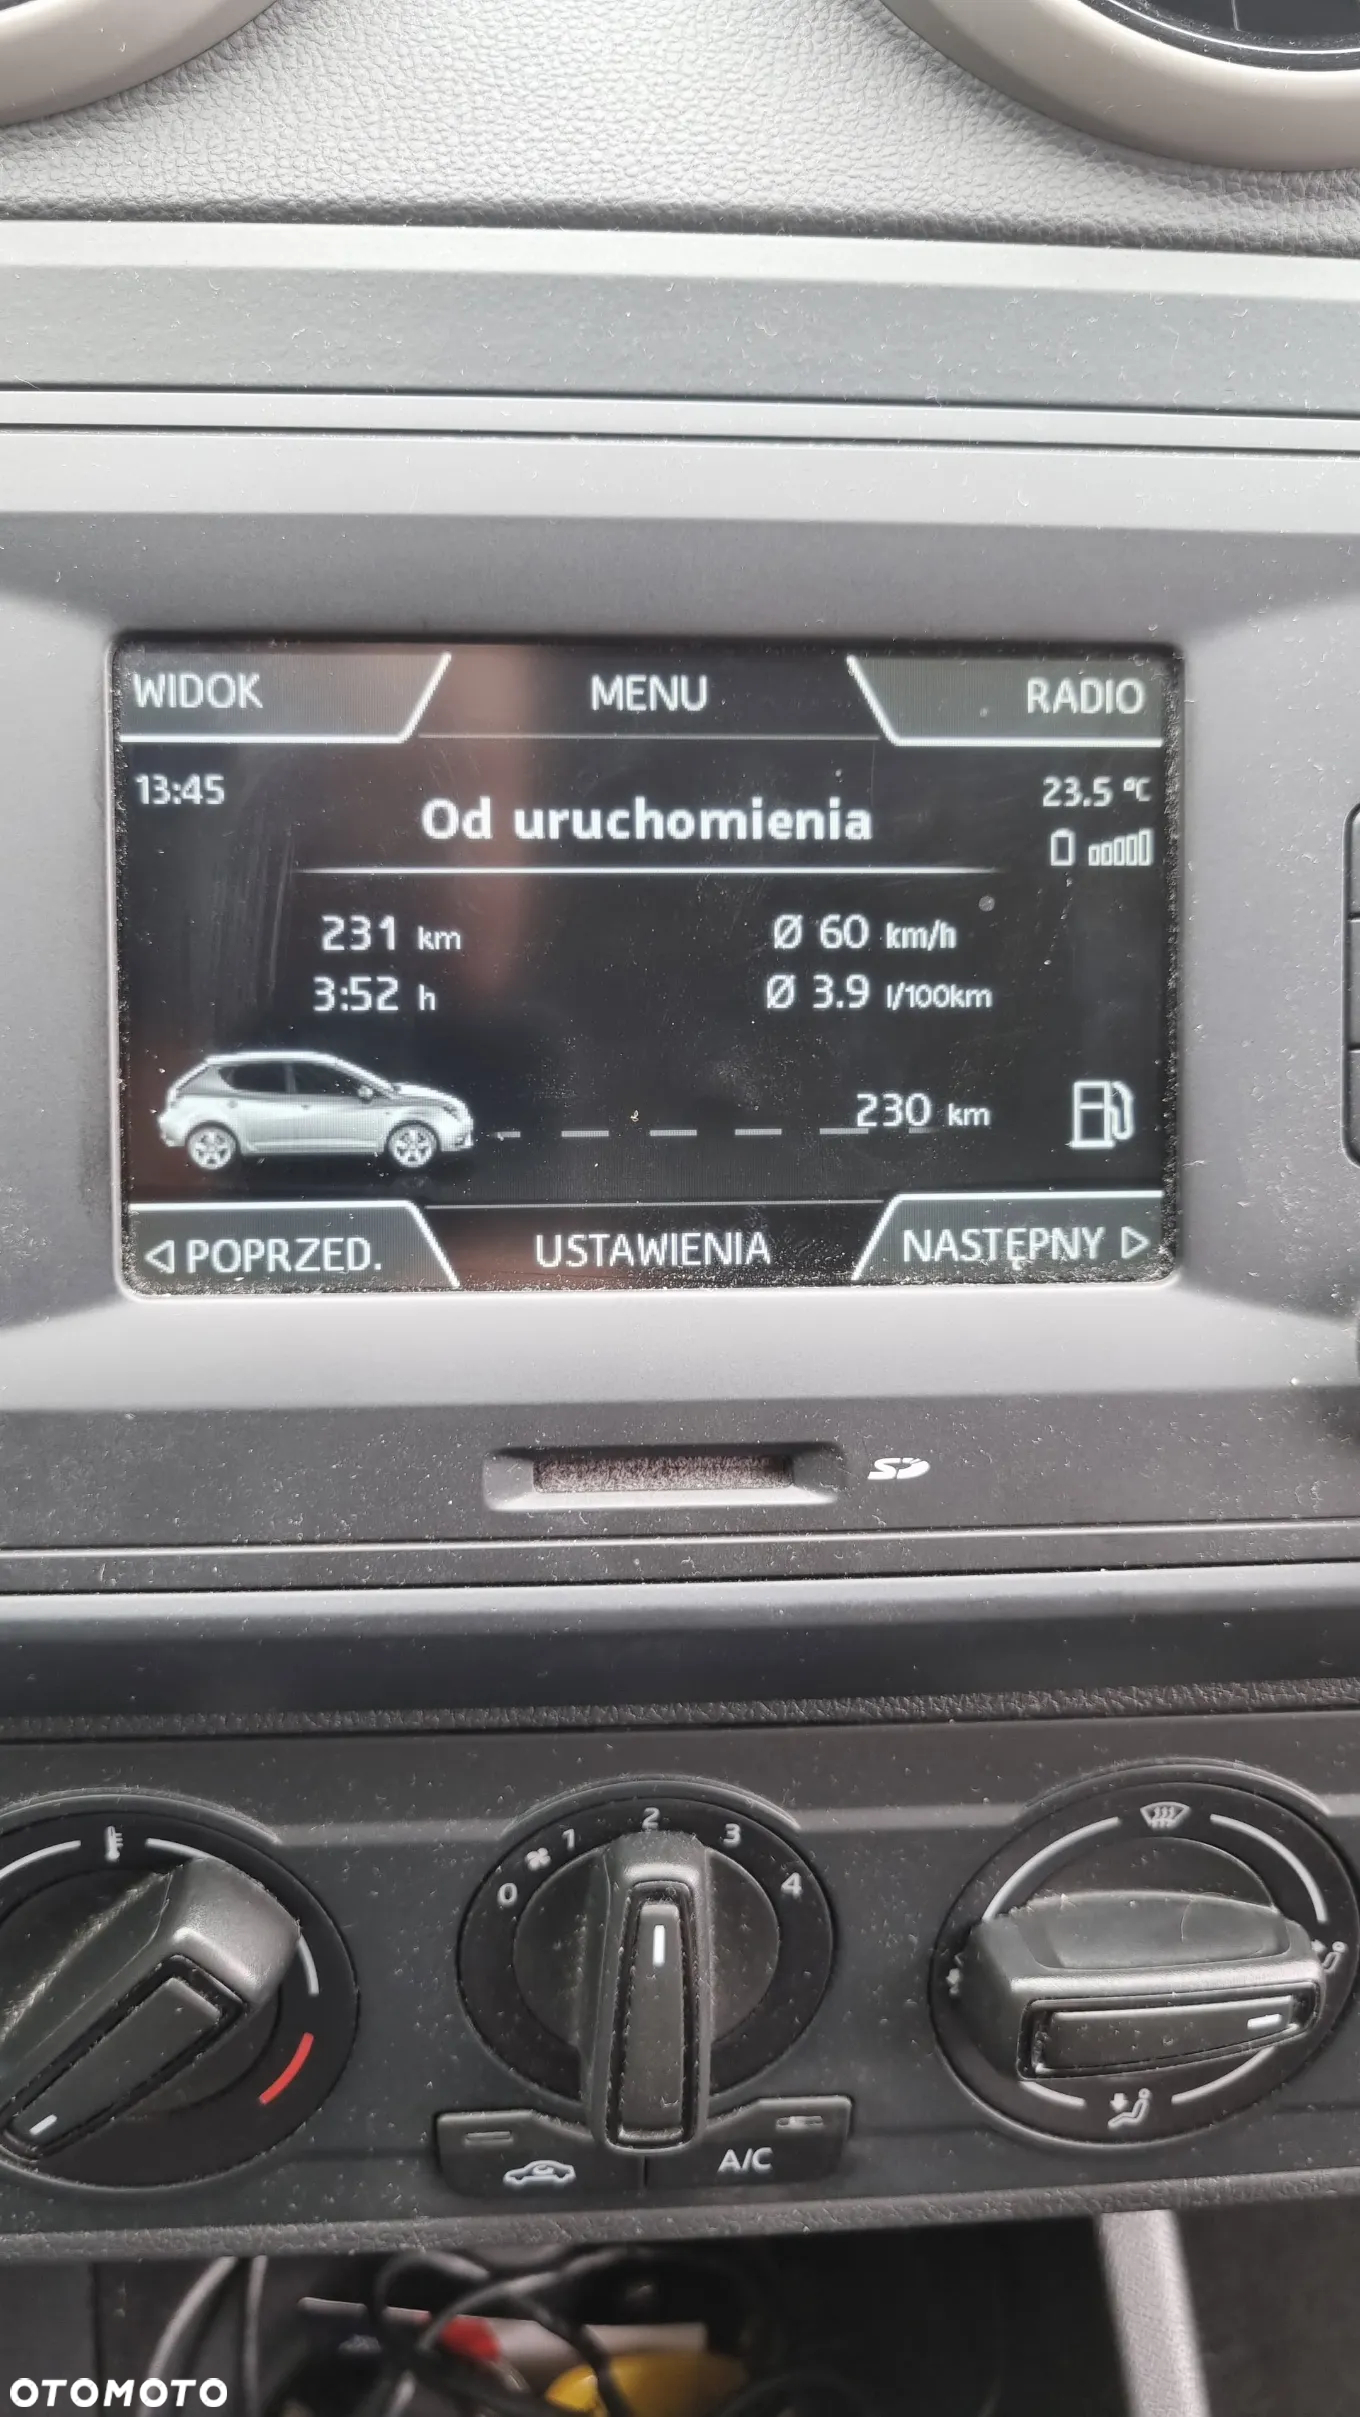 WIDOK MENU RADIO
13:45 23.5 °C
Od uruchomienia
231 km Ø 60 km/h
3:52 h Ø 3.9 l/100km
230 km
◁ POPRZED. USTAWIENIA NASTĘPNY ▷
SD
0 1 2 3 4
A/C
OTOMOTO